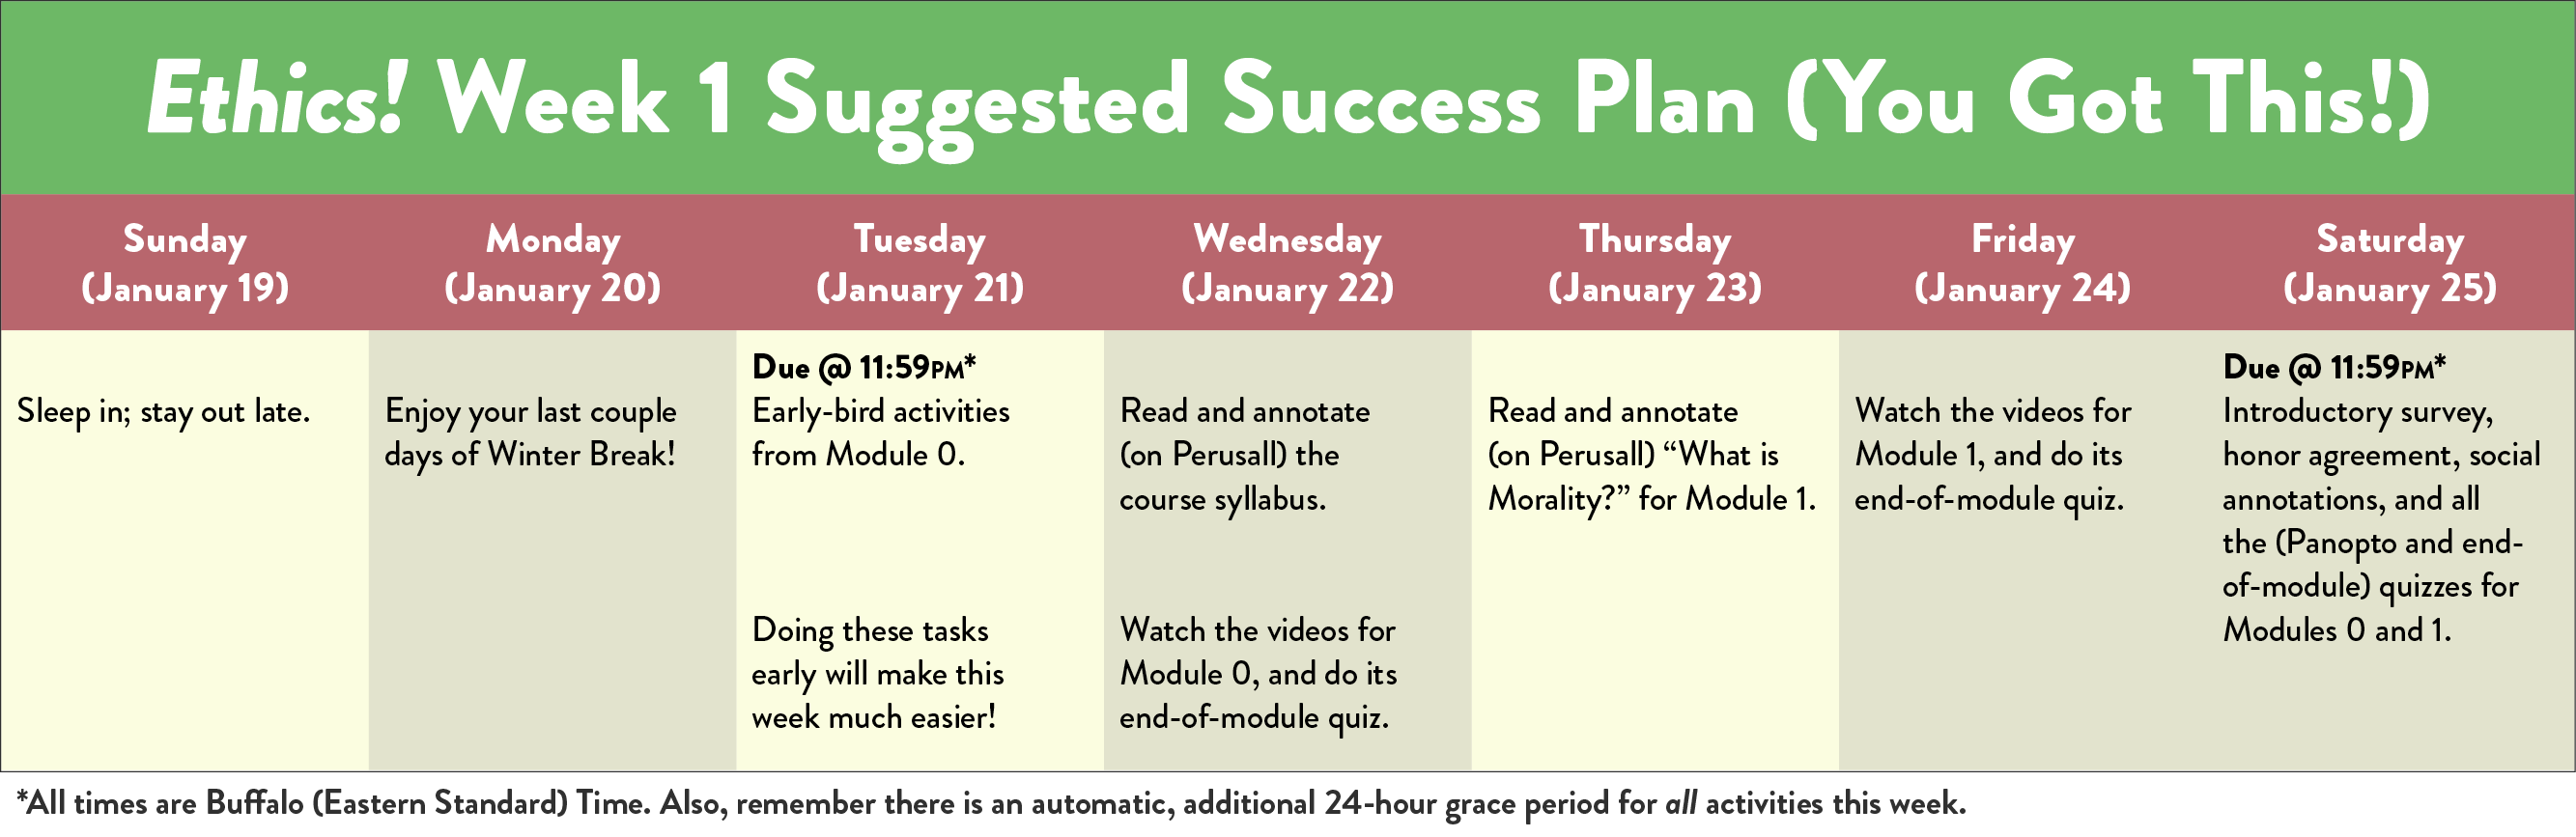 Ethics! Week 1 Suggested Success Plan (You Got This!)
Sunday
(January 19)
Monday
(January 20)
Tuesday
(January 21)
Wednesday
(January 22)
Thursday
(January 23)
Friday
(January 24)
Saturday
(January 25)
Sleep in; stay out late.
Enjoy your last couple
days of Winter Break!
Due @ 11:59PM*
Early-bird activities
from Module 0.
Doing these tasks
early will make this
week much easier!
Read and annotate
(on Perusall) the
course syllabus.
Watch the videos for
Module 0, and do its
end-of-module quiz.
Read and annotate
(on Perusall) “What is
Morality?” for Module 1.
Watch the videos for
Module 1, and do its
end-of-module quiz.
Due @ 11:59PM*
Introductory survey,
honor agreement, social
annotations, and all
the (Panopto and end-
of-module) quizzes for
Modules 0 and 1.
*All times are Buffalo (Eastern Standard) Time. Also, remember there is an automatic, additional 24-hour grace period for all activities this week.